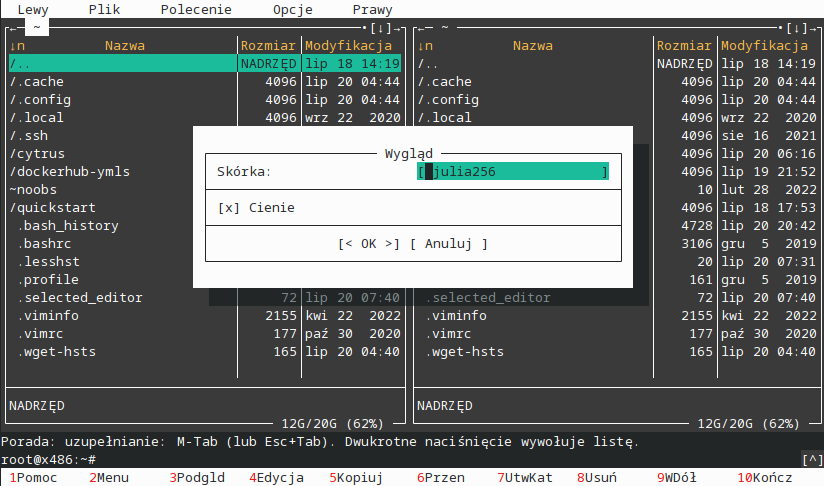 Lewy Plik Polecenie Opcje Prawy
←─ ~ ───•[↓]→ ←─ ~ ───•[↓]→
↓n Nazwa Rozmiar Modyfikacja ↓n Nazwa Rozmiar Modyfikacja
/.. NADRZĘD lip 18 14:19 /.. NADRZĘD lip 18 14:19
/.cache 4096 lip 20 04:44 /.cache 4096 lip 20 04:44
/.config 4096 lip 20 04:44 /.config 4096 lip 20 04:44
/.local 4096 wrz 22 2020 /.local 4096 wrz 22 2020
/.ssh 4096 sie 16 2021
/cytrus Wygląd 4096 lip 20 06:16
/dockerhub-ymls Skórka: [ julia256 ] 4096 lip 19 21:52
~noobs 10 lut 28 2022
/quickstart [x] Cienie 4096 lip 18 17:53
.bash_history 4728 lip 20 20:42
.bashrc [< OK >] [ Anuluj ] 3106 gru 5 2019
.lesshst 20 lip 20 07:31
.profile 161 gru 5 2019
.selected_editor 72 lip 20 07:40 .selected_editor 72 lip 20 07:40
.viminfo 2155 kwi 22 2022 .viminfo 2155 kwi 22 2022
.vimrc 177 paź 30 2020 .vimrc 177 paź 30 2020
.wget-hsts 165 lip 20 04:40 .wget-hsts 165 lip 20 04:40
NADRZĘD NADRZĘD
12G/20G (62%) 12G/20G (62%)
Porada: uzupełnianie: M-Tab (lub Esc+Tab). Dwukrotne naciśnięcie wywołuje listę.
root@x486:~# [^]
1Pomoc 2Menu 3Podgld 4Edycja 5Kopiuj 6Przen 7UtwKat 8Usuń 9WDół 10Kończ